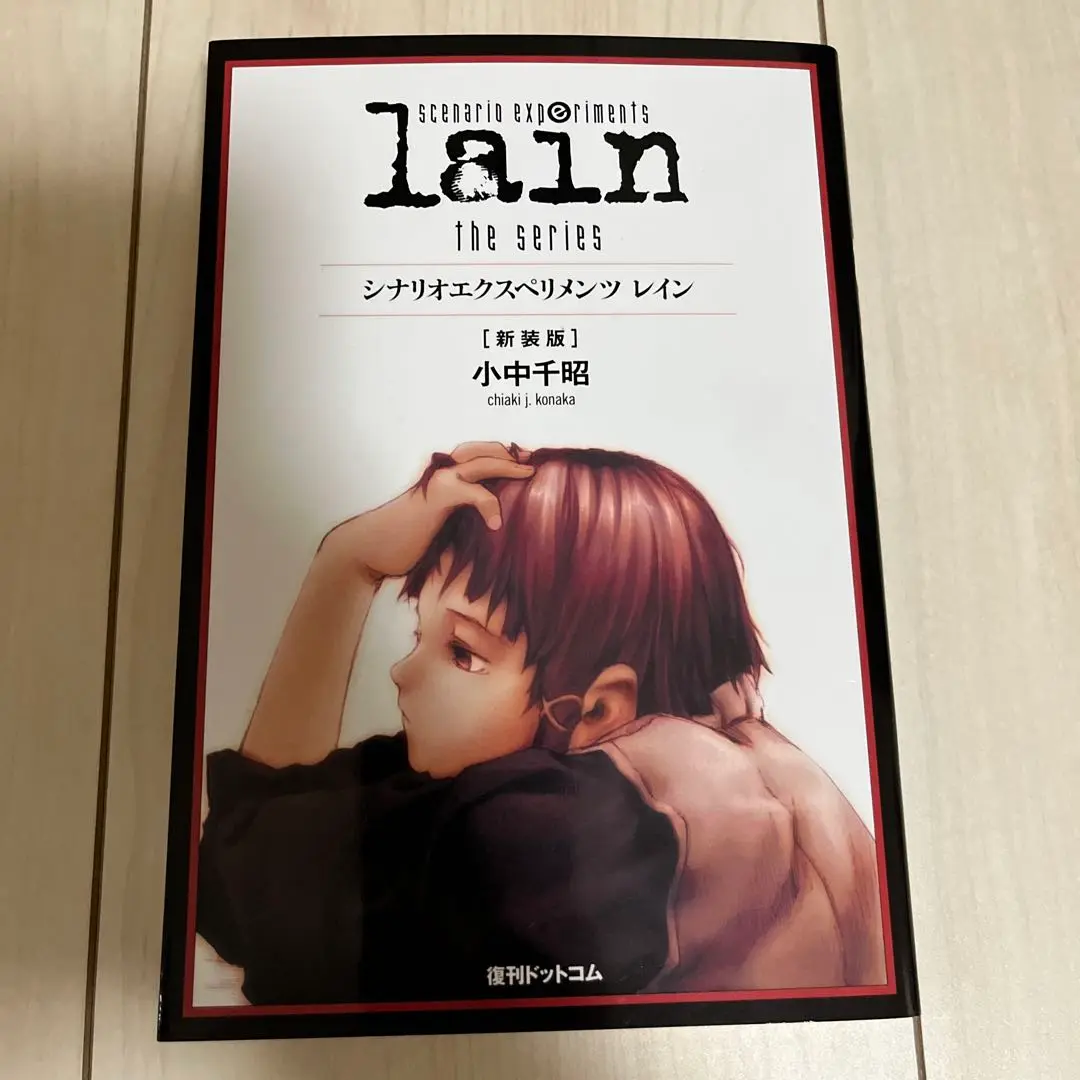 scenario experiments
lain
the series
シナリオエクスペリメンツ レイン
[新装版]
小中千昭
chiaki j. konaka
復刊ドットコム